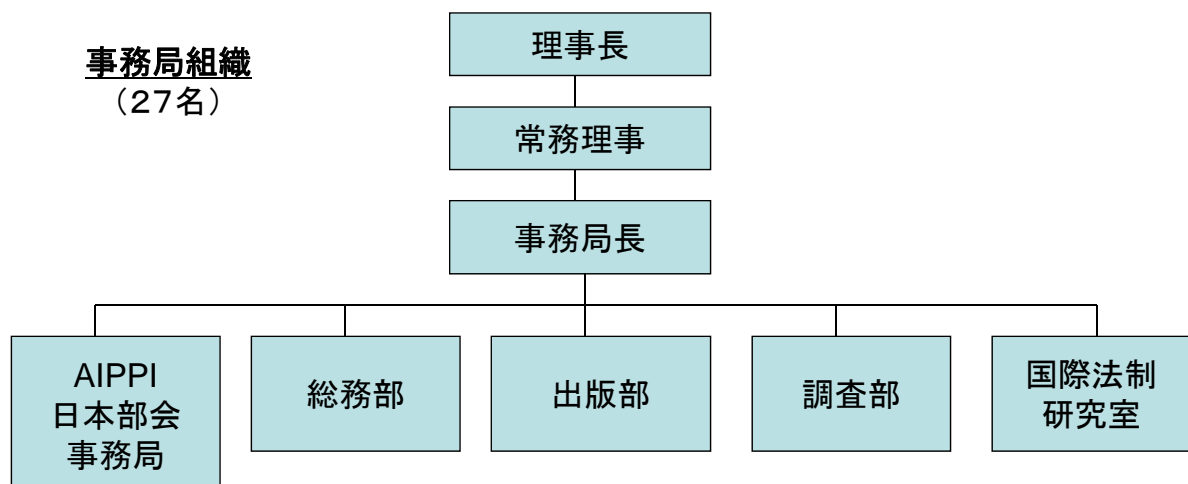 事務局組織
（２７名）
理事長
常務理事
事務局長
AIPPI
日本部会
事務局
総務部
出版部
調査部
国際法制
研究室